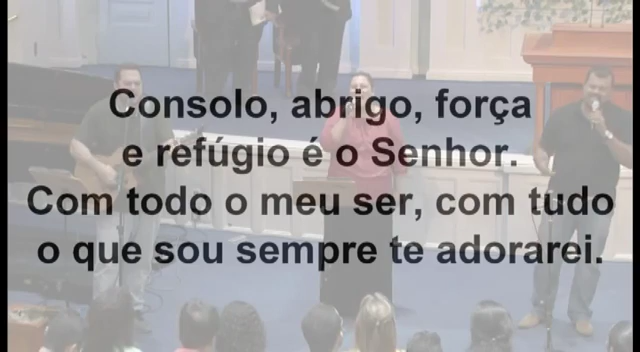 Consolo, abrigo, força
e refúgio é o Senhor.
Com todo o meu ser, com tudo
o que sou sempre te adorarei.